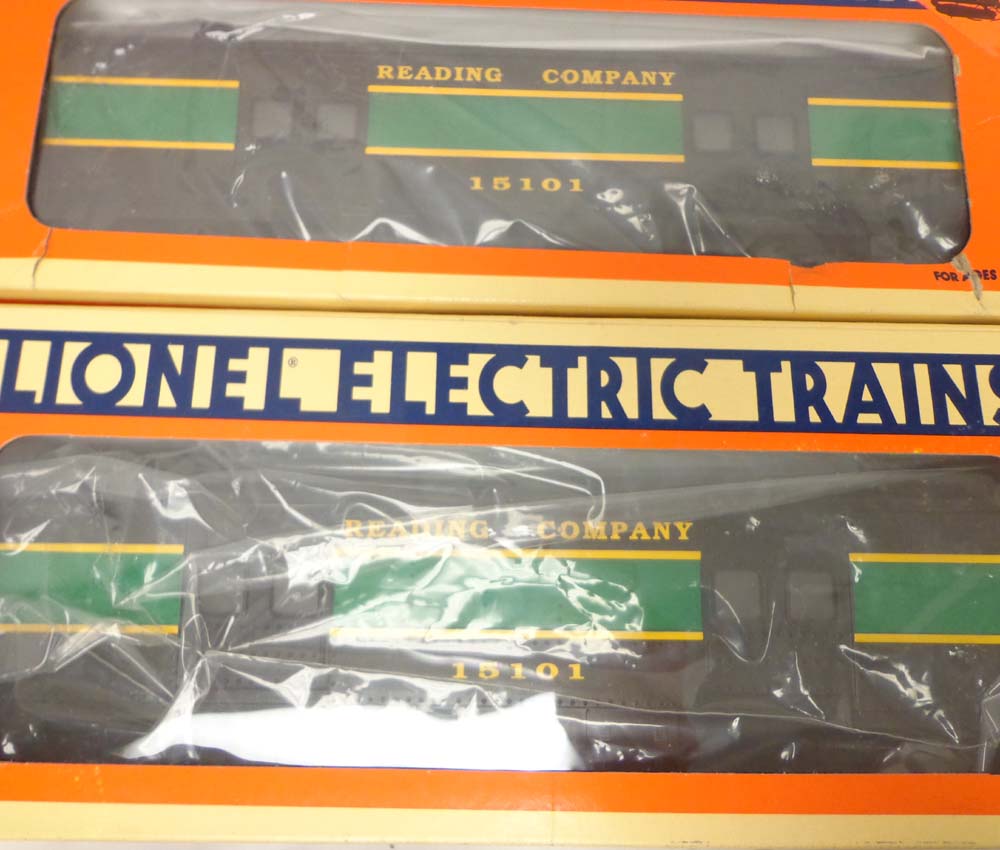 READING COMPANY
15101
FOR AGES
LIONEL® ELECTRIC TRAINS
READING COMPANY
15101